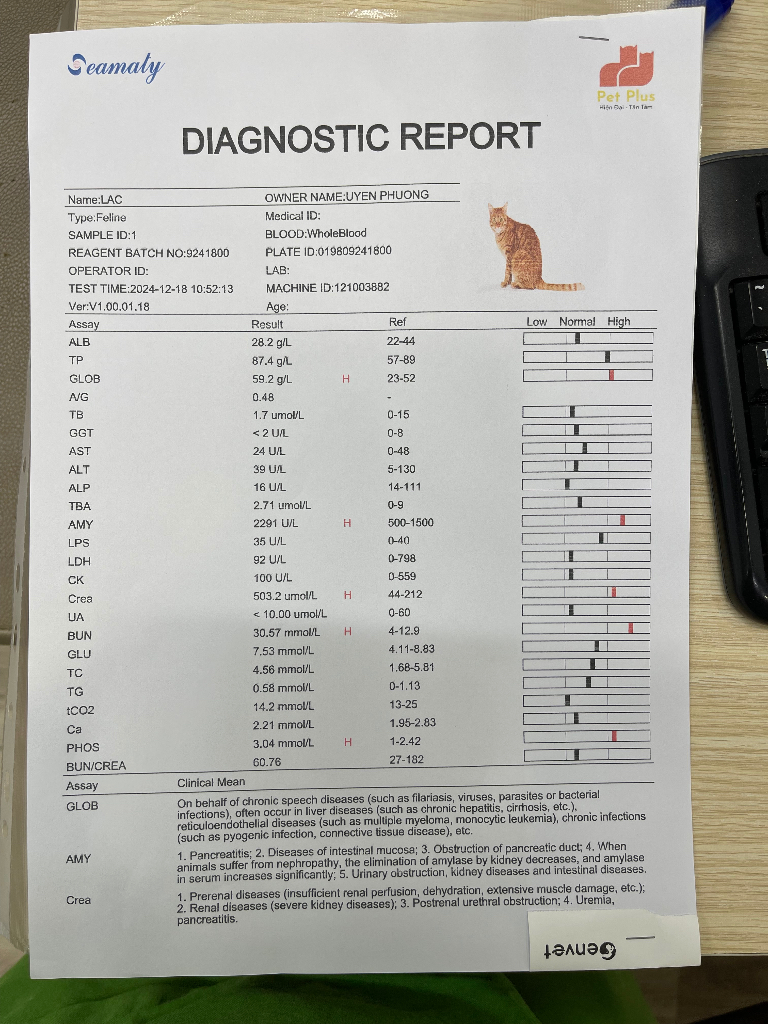 Seamaty
Pet Plus
Hiện Đại - Tận Tâm
DIAGNOSTIC REPORT
Name:LAC OWNER NAME:UYEN PHUONG
Type:Feline Medical ID:
SAMPLE ID:1 BLOOD:WholeBlood
REAGENT BATCH NO:9241800 PLATE ID:019809241800
OPERATOR ID: LAB:
TEST TIME:2024-12-18 10:52:13 MACHINE ID:121003882
Ver:V1.00.01.18 Age:
Assay Result Ref Low Normal High
ALB 28.2 g/L 22-44
TP 87.4 g/L 57-89
GLOB 59.2 g/L H 23-52
A/G 0.48 -
TB 1.7 umol/L 0-15
GGT < 2 U/L 0-8
AST 24 U/L 0-48
ALT 39 U/L 5-130
ALP 16 U/L 14-111
TBA 2.71 umol/L 0-9
AMY 2291 U/L H 500-1500
LPS 35 U/L 0-40
LDH 92 U/L 0-798
CK 100 U/L 0-559
Crea 503.2 umol/L H 44-212
UA < 10.00 umol/L 0-60
BUN 30.57 mmol/L H 4-12.9
GLU 7.53 mmol/L 4.11-8.83
TC 4.56 mmol/L 1.68-5.81
TG 0.58 mmol/L 0-1.13
tCO2 14.2 mmol/L 13-25
Ca 2.21 mmol/L 1.95-2.83
PHOS 3.04 mmol/L H 1-2.42
BUN/CREA 60.76 27-182
Assay Clinical Mean
GLOB On behalf of chronic speech diseases (such as filariasis, viruses, parasites or bacterial
infections), often occur in liver diseases (such as chronic hepatitis, cirrhosis, etc.),
reticuloendothelial diseases (such as multiple myeloma, monocytic leukemia), chronic infections
(such as pyogenic infection, connective tissue disease), etc.
AMY 1. Pancreatitis; 2. Diseases of intestinal mucosa; 3. Obstruction of pancreatic duct; 4. When
animals suffer from nephropathy, the elimination of amylase by kidney decreases, and amylase
in serum increases significantly; 5. Urinary obstruction, kidney diseases and intestinal diseases.
Crea 1. Prerenal diseases (insufficient renal perfusion, dehydration, extensive muscle damage, etc.);
2. Renal diseases (severe kidney diseases); 3. Postrenal urethral obstruction; 4. Uremia,
pancreatitis.
Genvet